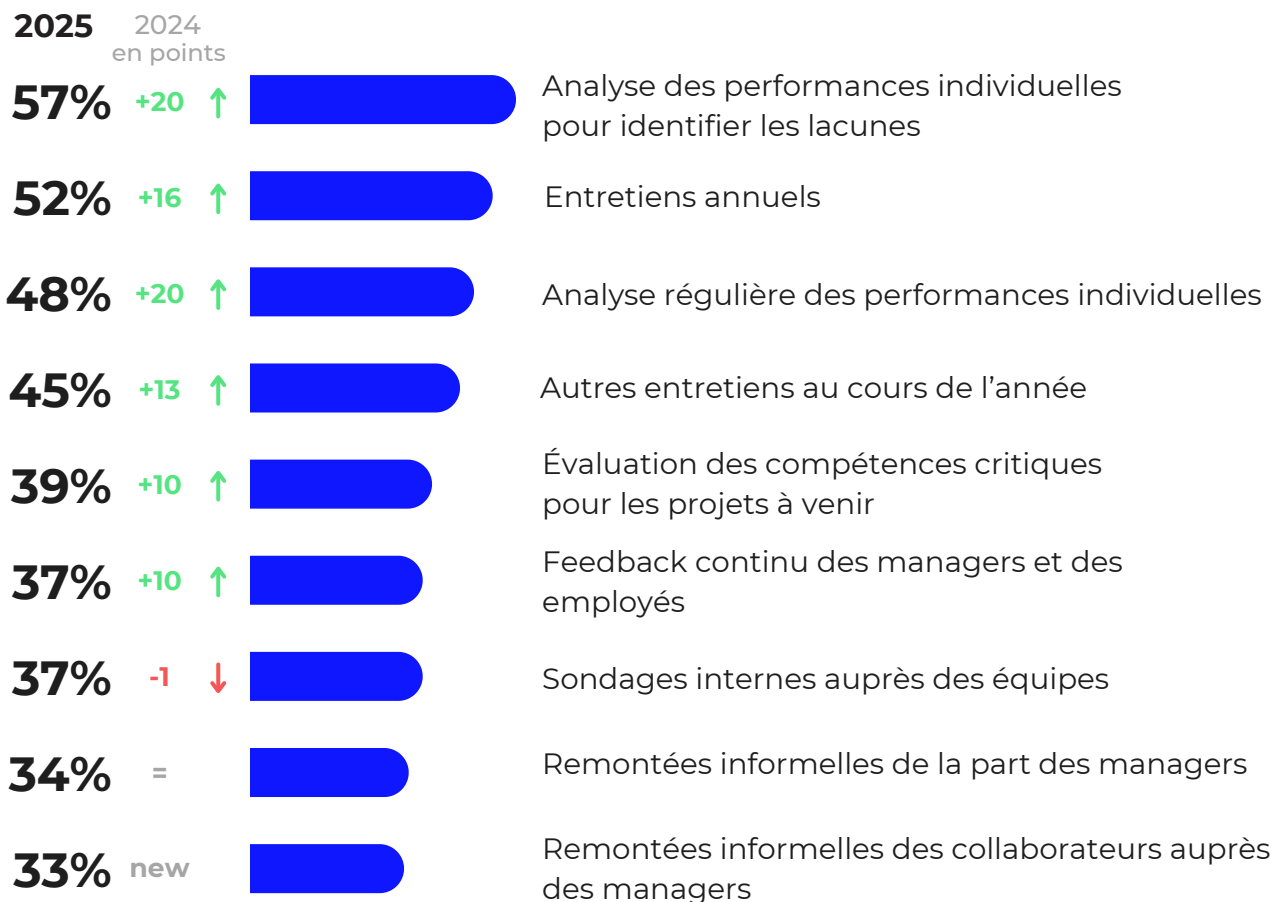 2025 2024
en points
57% +20 ↑ Analyse des performances individuelles
pour identifier les lacunes
52% +16 ↑ Entretiens annuels
48% +20 ↑ Analyse régulière des performances individuelles
45% +13 ↑ Autres entretiens au cours de l’année
39% +10 ↑ Évaluation des compétences critiques
pour les projets à venir
37% +10 ↑ Feedback continu des managers et des
employés
37% -1 ↓ Sondages internes auprès des équipes
34% = Remontées informelles de la part des managers
33% new Remontées informelles des collaborateurs auprès
des managers